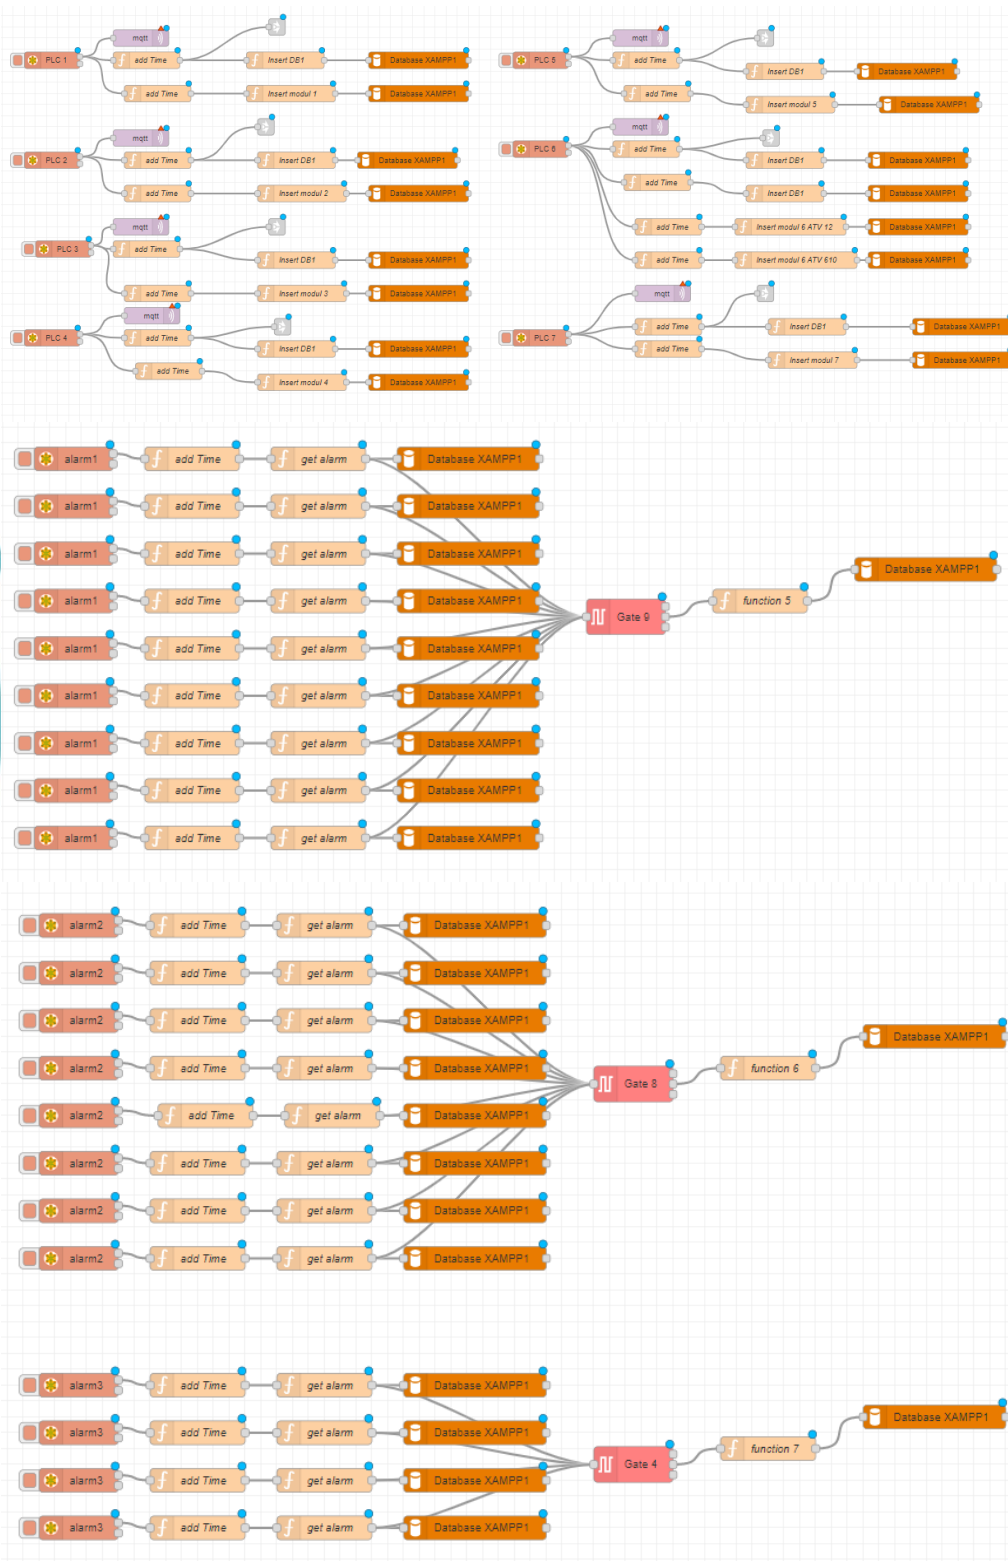 mqtt
PLC 1 add Time Insert DB1 Database XAMPP1
add Time Insert modul 1 Database XAMPP1
mqtt
PLC 2 add Time Insert DB1 Database XAMPP1
add Time Insert modul 2 Database XAMPP1
mqtt
PLC 3 add Time
Insert DB1 Database XAMPP1
add Time Insert modul 3 Database XAMPP1
mqtt
PLC 4 add Time
Insert DB1 Database XAMPP1
add Time
Insert modul 4 Database XAMPP1
mqtt
PLC 5 add Time
Insert DB1 Database XAMPP1
add Time
Insert modul 5 Database XAMPP1
mqtt
PLC 6 add Time
Insert DB1 Database XAMPP1
add Time
Insert DB1 Database XAMPP1
add Time Insert modul 6 ATV 12 Database XAMPP1
add Time Insert modul 6 ATV 610 Database XAMPP1
mqtt
add Time Insert DB1 Database XAMPP1
PLC 7
add Time
Insert modul 7 Database XAMPP1
alarm1 add Time get alarm Database XAMPP1
alarm1 add Time get alarm Database XAMPP1
alarm1 add Time get alarm Database XAMPP1
Database XAMPP1
alarm1 add Time get alarm Database XAMPP1
function 5
Gate 9
alarm1 add Time get alarm Database XAMPP1
alarm1 add Time get alarm Database XAMPP1
alarm1 add Time get alarm Database XAMPP1
alarm1 add Time get alarm Database XAMPP1
alarm1 add Time get alarm Database XAMPP1
alarm2 add Time get alarm Database XAMPP1
alarm2 add Time get alarm Database XAMPP1
alarm2 add Time get alarm Database XAMPP1
Database XAMPP1
alarm2 add Time get alarm Database XAMPP1
function 6
Gate 8
alarm2 add Time get alarm Database XAMPP1
alarm2 add Time get alarm Database XAMPP1
alarm2 add Time get alarm Database XAMPP1
alarm2 add Time get alarm Database XAMPP1
alarm3 add Time get alarm Database XAMPP1
Database XAMPP1
alarm3 add Time get alarm Database XAMPP1
function 7
Gate 4
alarm3 add Time get alarm Database XAMPP1
alarm3 add Time get alarm Database XAMPP1